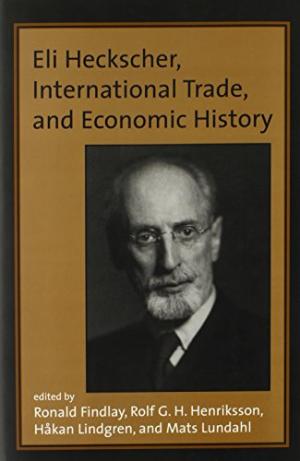 Eli Heckscher,
International Trade,
and Economic History
edited by
Ronald Findlay, Rolf G. H. Henriksson,
Håkan Lindgren, and Mats Lundahl